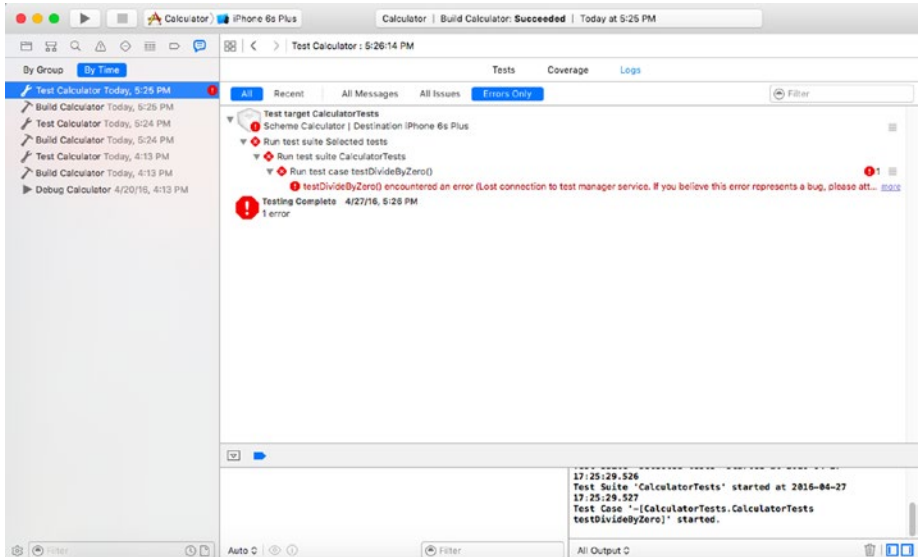 Calculator
iPhone 6s Plus
Calculator | Build Calculator: Succeeded | Today at 5:25 PM
Test Calculator : 5:26:14 PM
By Group
By Time
Tests
Coverage
Logs
Test Calculator Today, 5:25 PM
Build Calculator Today, 5:25 PM
Test Calculator Today, 5:24 PM
Build Calculator Today, 5:24 PM
Test Calculator Today, 4:13 PM
Build Calculator Today, 4:13 PM
Debug Calculator 4/20/16, 4:13 PM
All
Recent
All Messages
All Issues
Errors Only
Filter
Test target CalculatorTests
Scheme Calculator | Destination iPhone 6s Plus
Run test suite Selected tests
Run test suite CalculatorTests
Run test case testDivideByZero()
1
testDivideByZero() encountered an error (Lost connection to test manager service. If you believe this error represents a bug, please att... more
Testing Complete 4/27/16, 5:26 PM
1 error
17:25:29.526
Test Suite 'CalculatorTests' started at 2016-04-27
17:25:29.527
Test Case '-[CalculatorTests.CalculatorTests
testDivideByZero]' started.
Filter
Auto
Filter
All Output